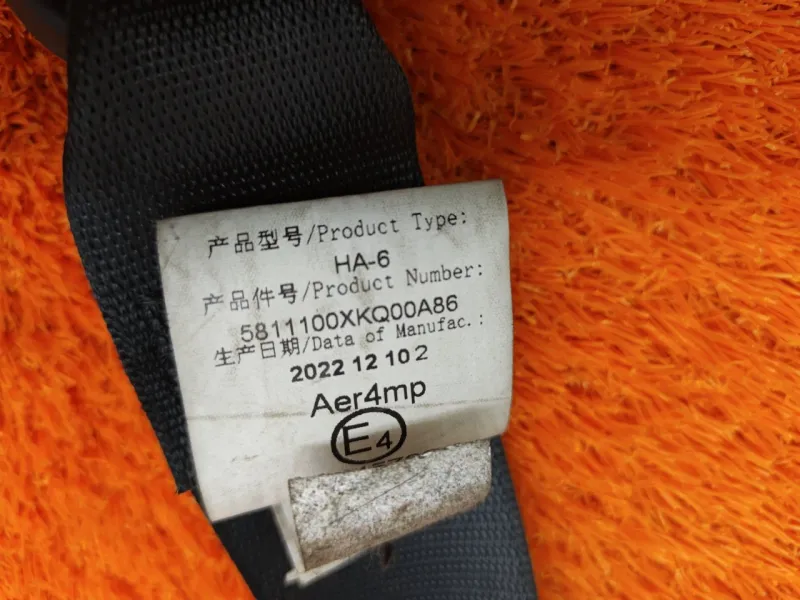 产品型号/Product Type:
HA-6
产品件号/Product Number:
5811100XKQ00A86
生产日期/Data of Manufac.:
2022 12 10 2
Aer4mp
E4